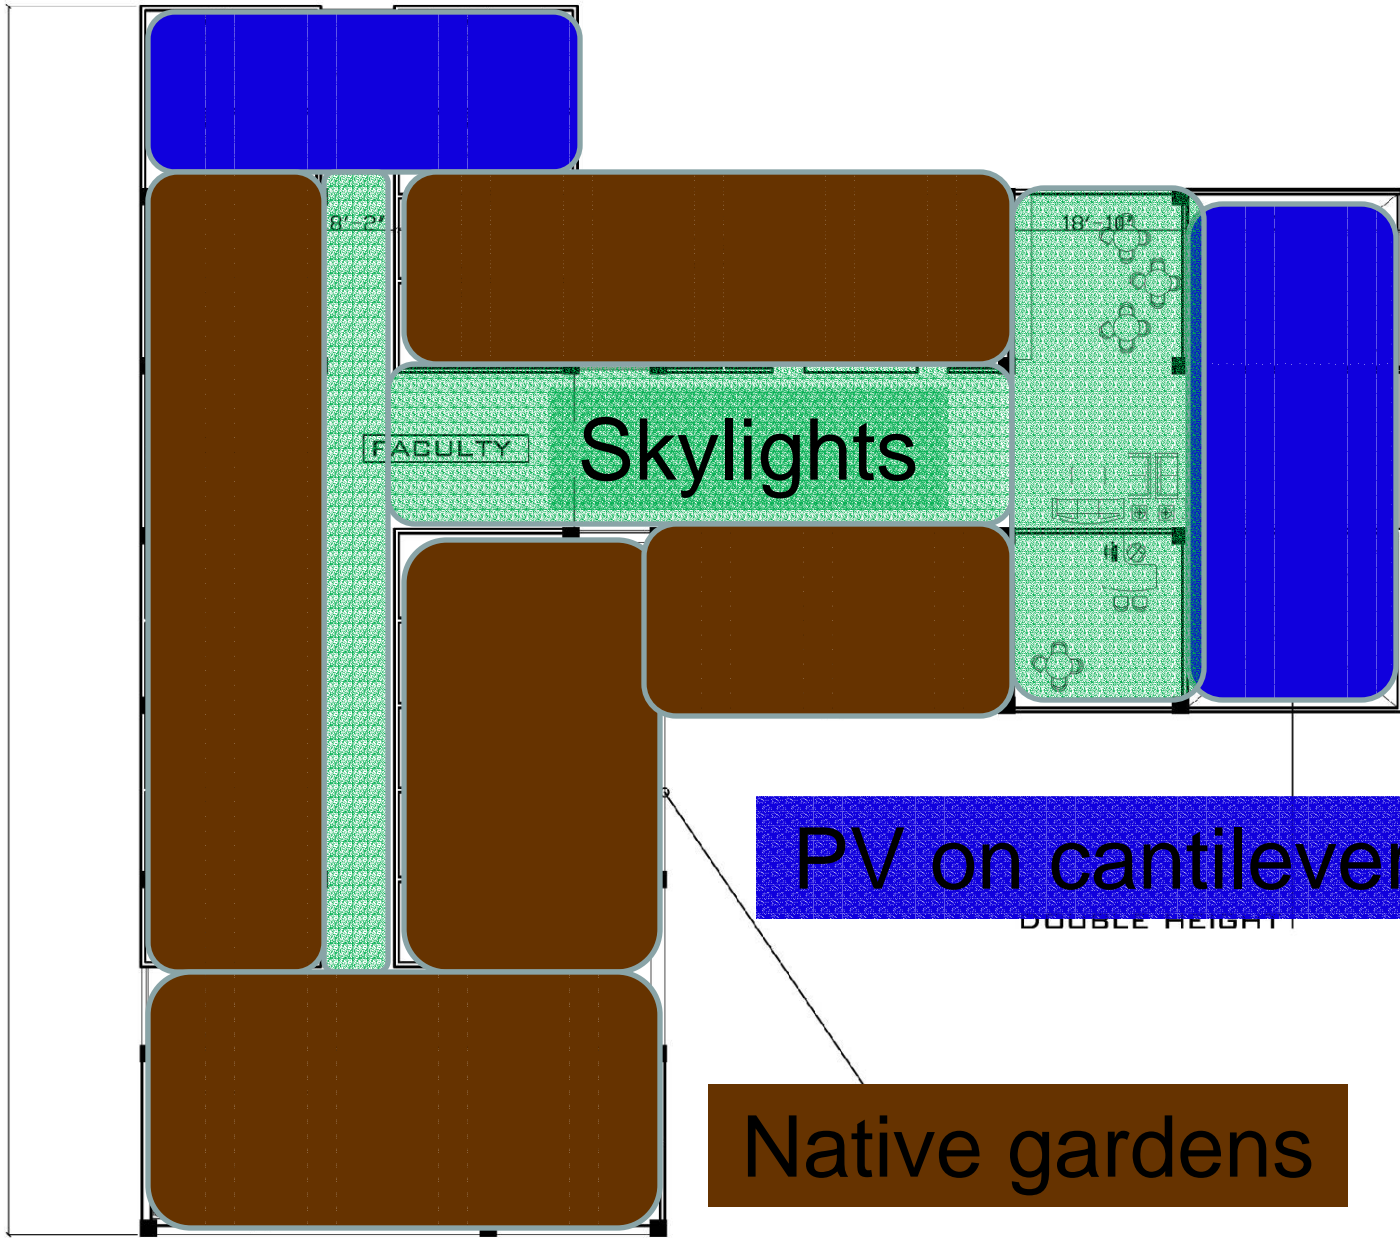 8'-2"
18'-10"
FACULTY
Skylights
PV on cantilever
DOUBLE HEIGHT
Native gardens